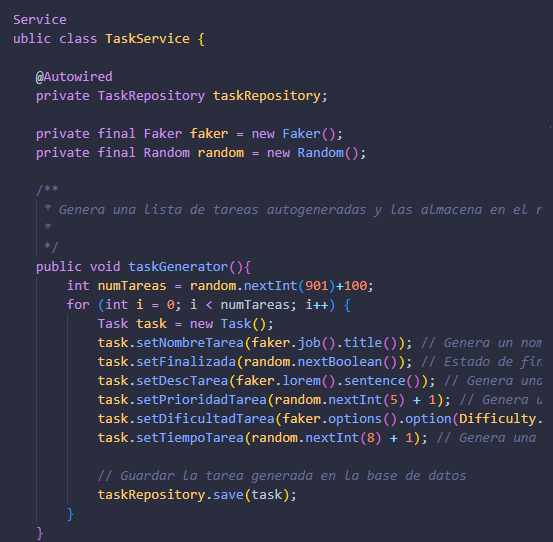 Service
ublic class TaskService {
@Autowired
private TaskRepository taskRepository;
private final Faker faker = new Faker();
private final Random random = new Random();
/**
* Genera una lista de tareas autogeneradas y las almacena en el r
*
*/
public void taskGenerator(){
int numTareas = random.nextInt(901)+100;
for (int i = 0; i < numTareas; i++) {
Task task = new Task();
task.setNombreTarea(faker.job().title()); // Genera un nom
task.setFinalizada(random.nextBoolean()); // Estado de fin
task.setDescTarea(faker.lorem().sentence()); // Genera una
task.setPrioridadTarea(random.nextInt(5) + 1); // Genera u
task.setDificultadTarea(faker.options().option(Difficulty.
task.setTiempoTarea(random.nextInt(8) + 1); // Genera una
// Guardar la tarea generada en la base de datos
taskRepository.save(task);
}
}